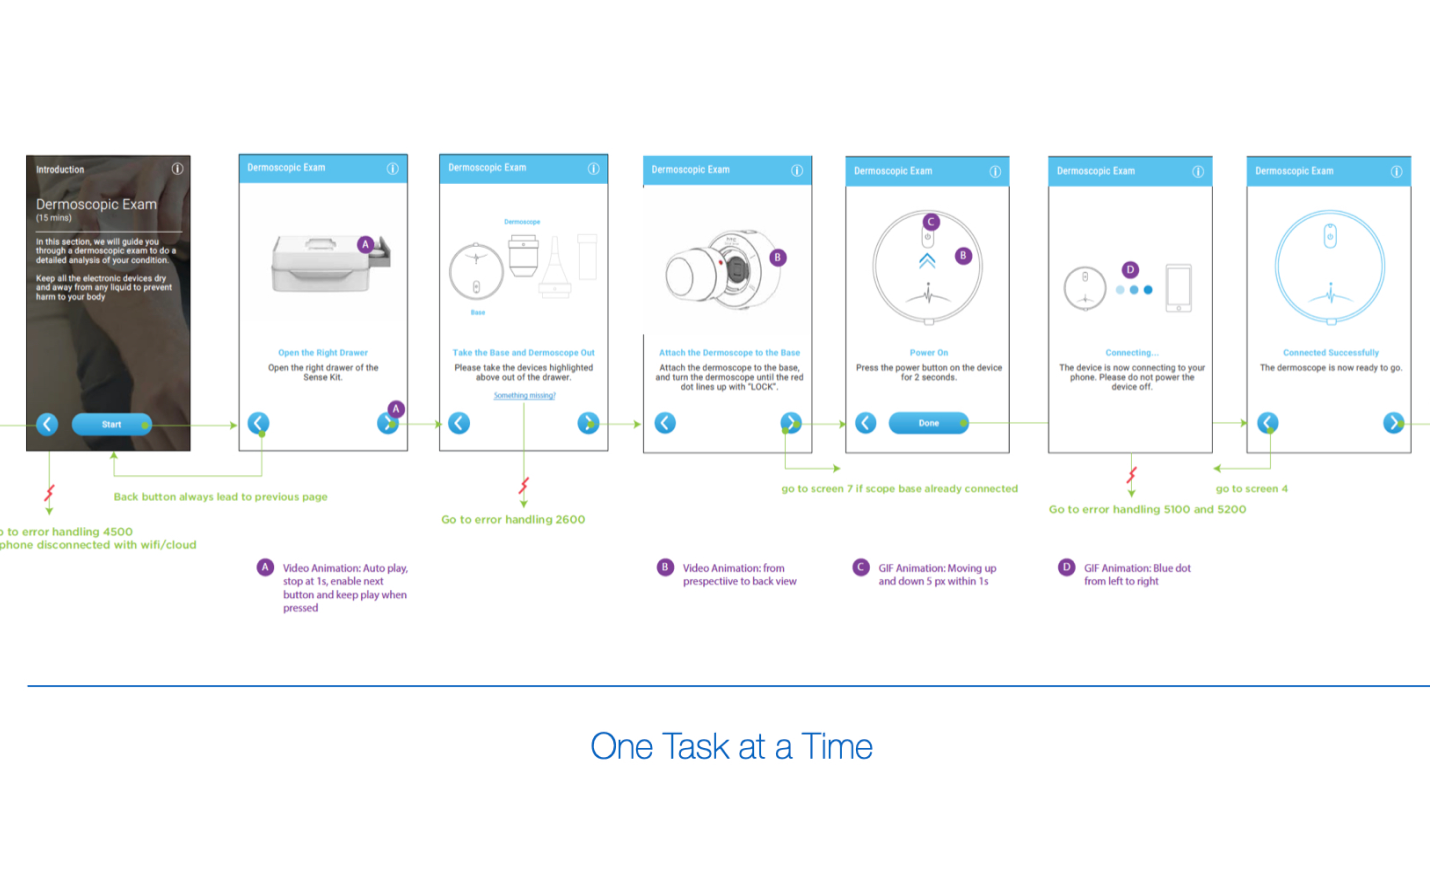 Introduction
Dermoscopic Exam
(15 mins)
In this section, we will guide you
through a dermoscopic exam to do a
detailed analysis of your condition.
Keep all the electronic devices dry
and away from any liquid to prevent
harm to your body
Start
Dermoscopic Exam
A
Open the Right Drawer
Open the right drawer of the
Sense Kit.
A
Dermoscopic Exam
Dermoscope
Base
Take the Base and Dermoscope Out
Please take the devices highlighted
above out of the drawer.
Something missing?
Dermoscopic Exam
B
Attach the Dermoscope to the Base
Attach the dermoscope to the base,
and turn the dermoscope until the red
dot lines up with "LOCK".
Dermoscopic Exam
C
B
Power On
Press the power button on the device
for 2 seconds.
Done
Dermoscopic Exam
D
Connecting...
The device is now connecting to your
phone. Please do not power the
device off.
Dermoscopic Exam
Connected Successfully
The dermoscope is now ready to go.
Back button always lead to previous page
to error handling 4500
phone disconnected with wifi/cloud
Go to error handling 2600
go to screen 7 if scope base already connected
Go to error handling 5100 and 5200
go to screen 4
A Video Animation: Auto play,
stop at 1s, enable next
button and keep play when
pressed
B Video Animation: from
prespectiive to back view
C GIF Animation: Moving up
and down 5 px within 1s
D GIF Animation: Blue dot
from left to right
One Task at a Time